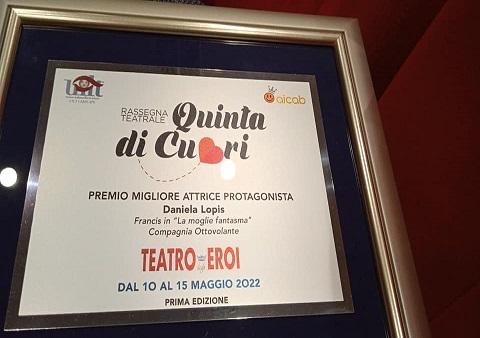 uilt
aicab
RASSEGNA
TEATRALE
Quinta
di Cuori
PREMIO MIGLIORE ATTRICE PROTAGONISTA
Daniela Lopis
Francis in "La moglie fantasma"
Compagnia Ottovolante
TEATRO degli EROI
DAL 10 AL 15 MAGGIO 2022
PRIMA EDIZIONE